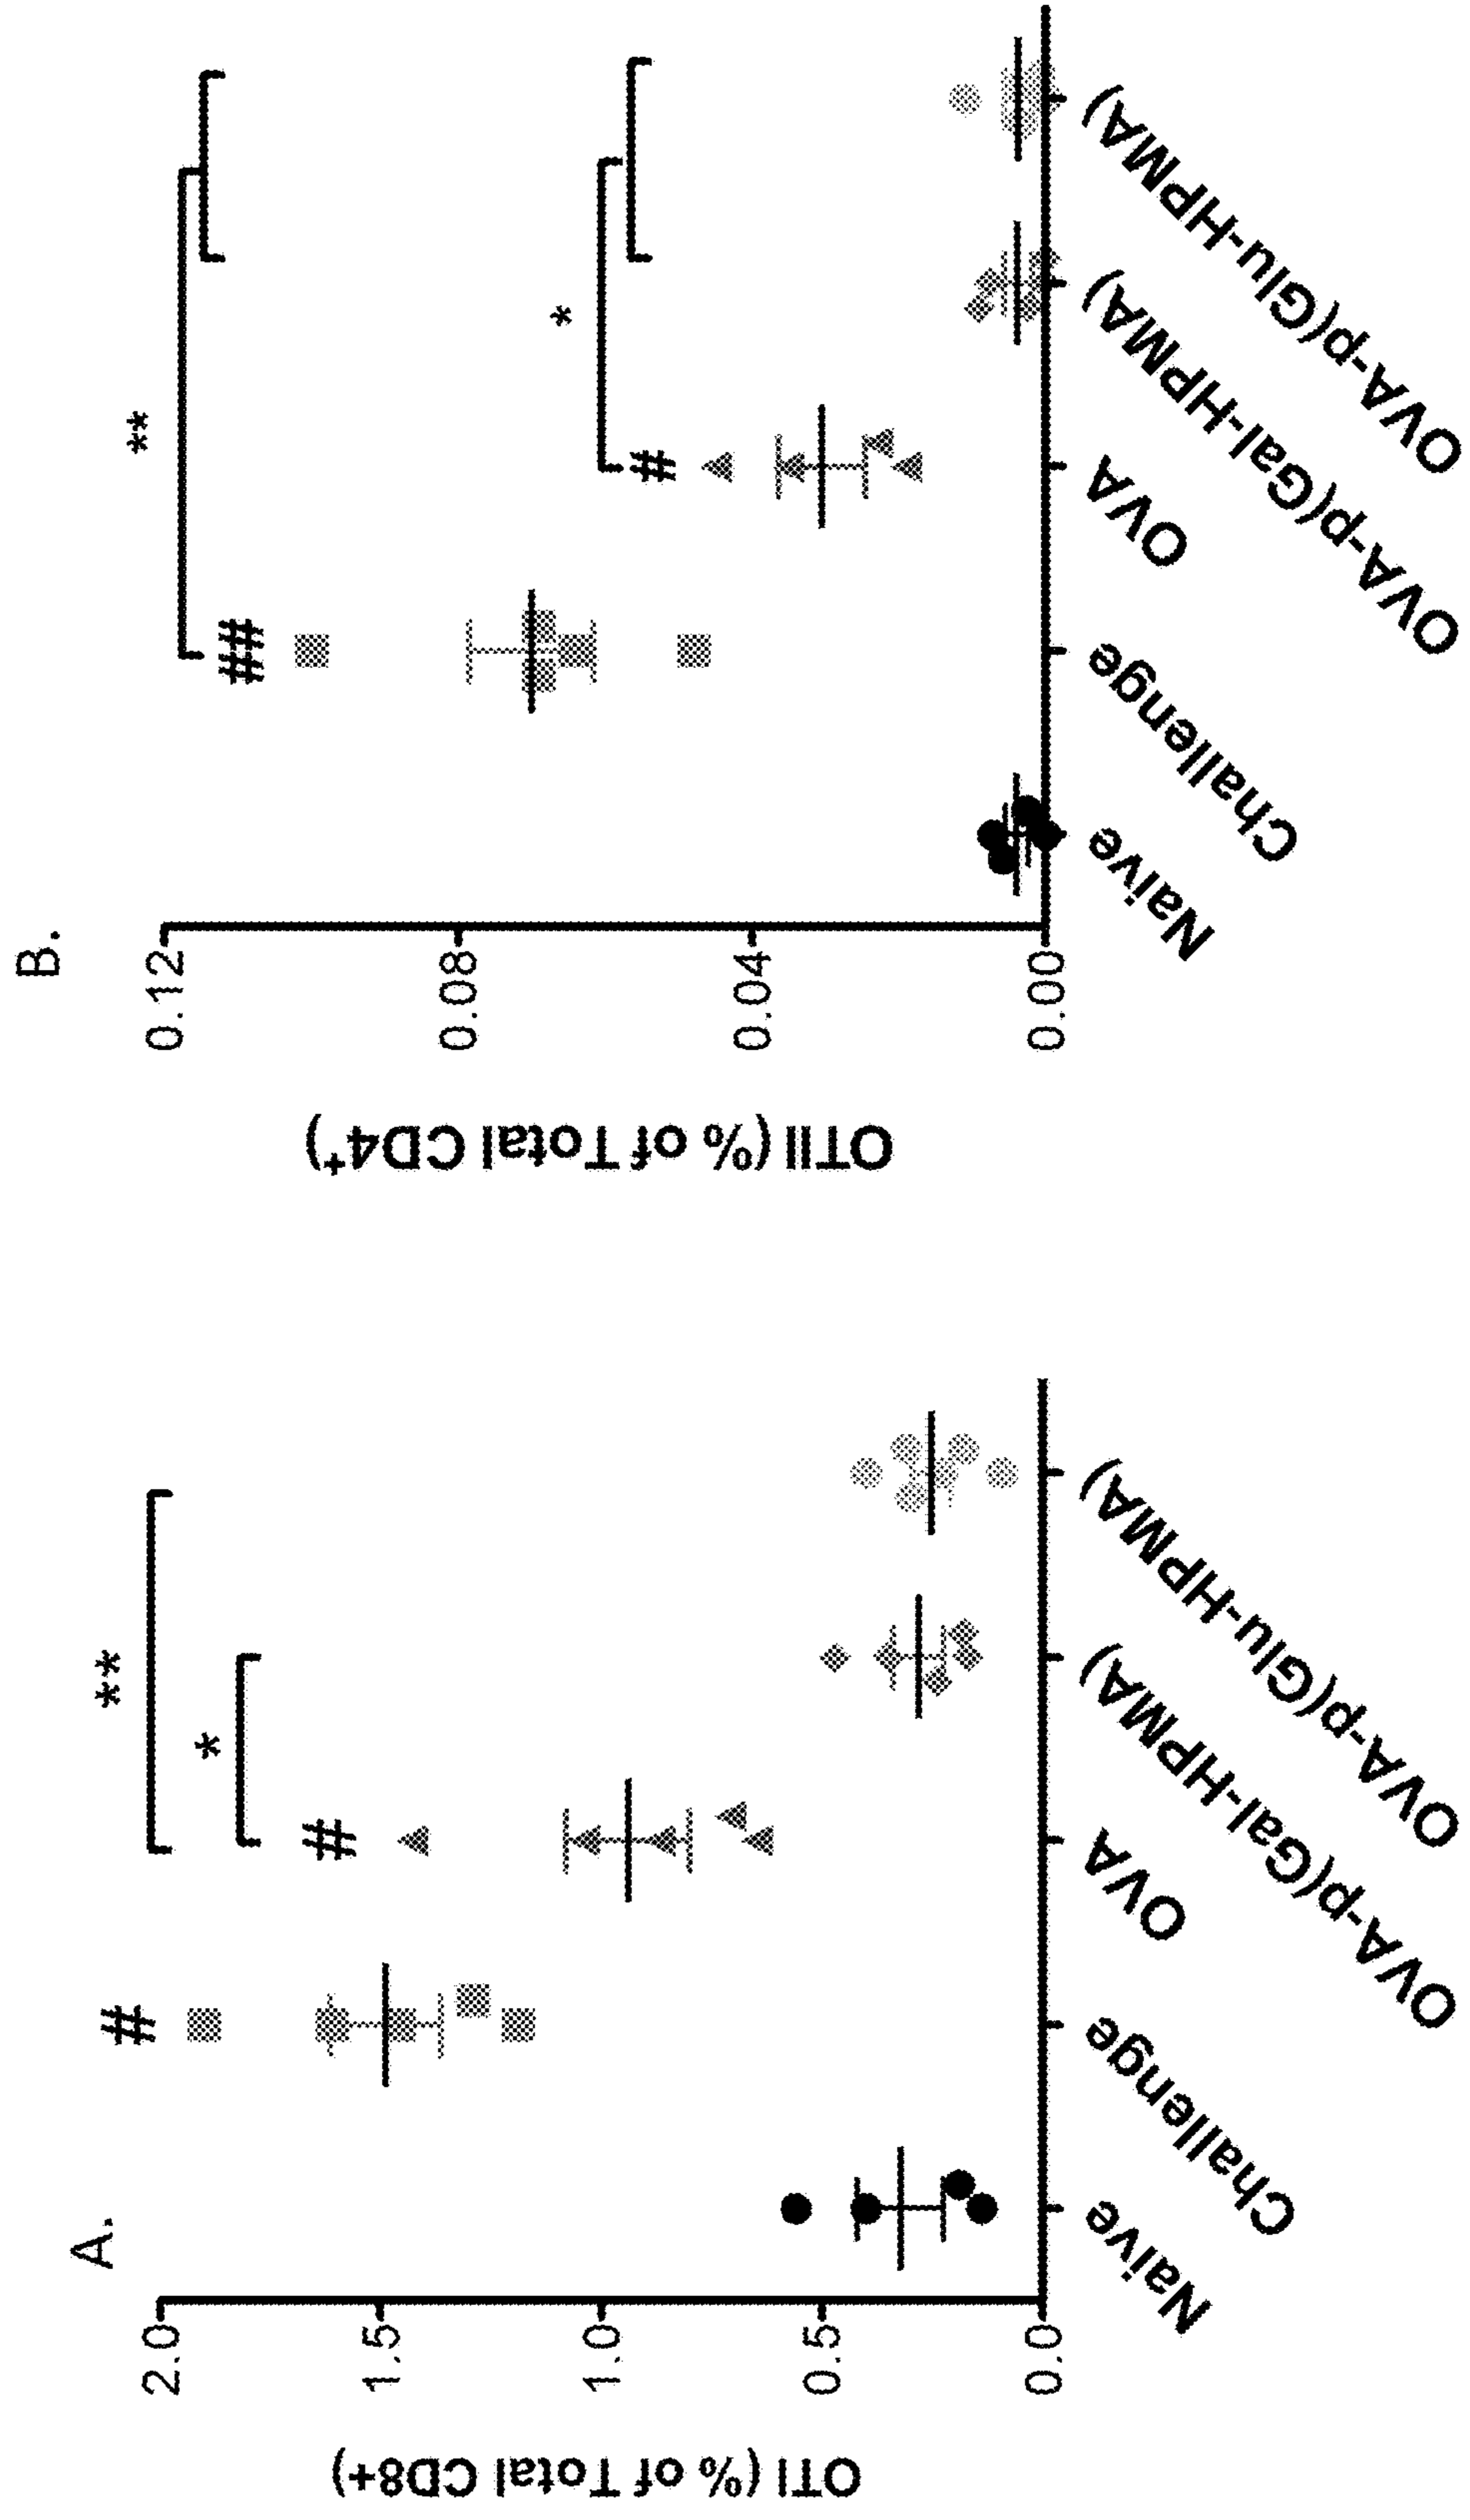 A.
OTI (% of Total CD8+)
2.0
1.5
1.0
0.5
0.0
#
#
*
**
Naive
Challenge
OVA
OVA-p(Gal-HPMA)
OVA-p(Glu-HPMA)
B.
OTII (% of Total CD4⁺)
0.12
0.08
0.04
0.00
##
**
#
*
Naive
Challenge
OVA
OVA-p(Gal-HPMA)
OVA-p(Glu-HPMA)